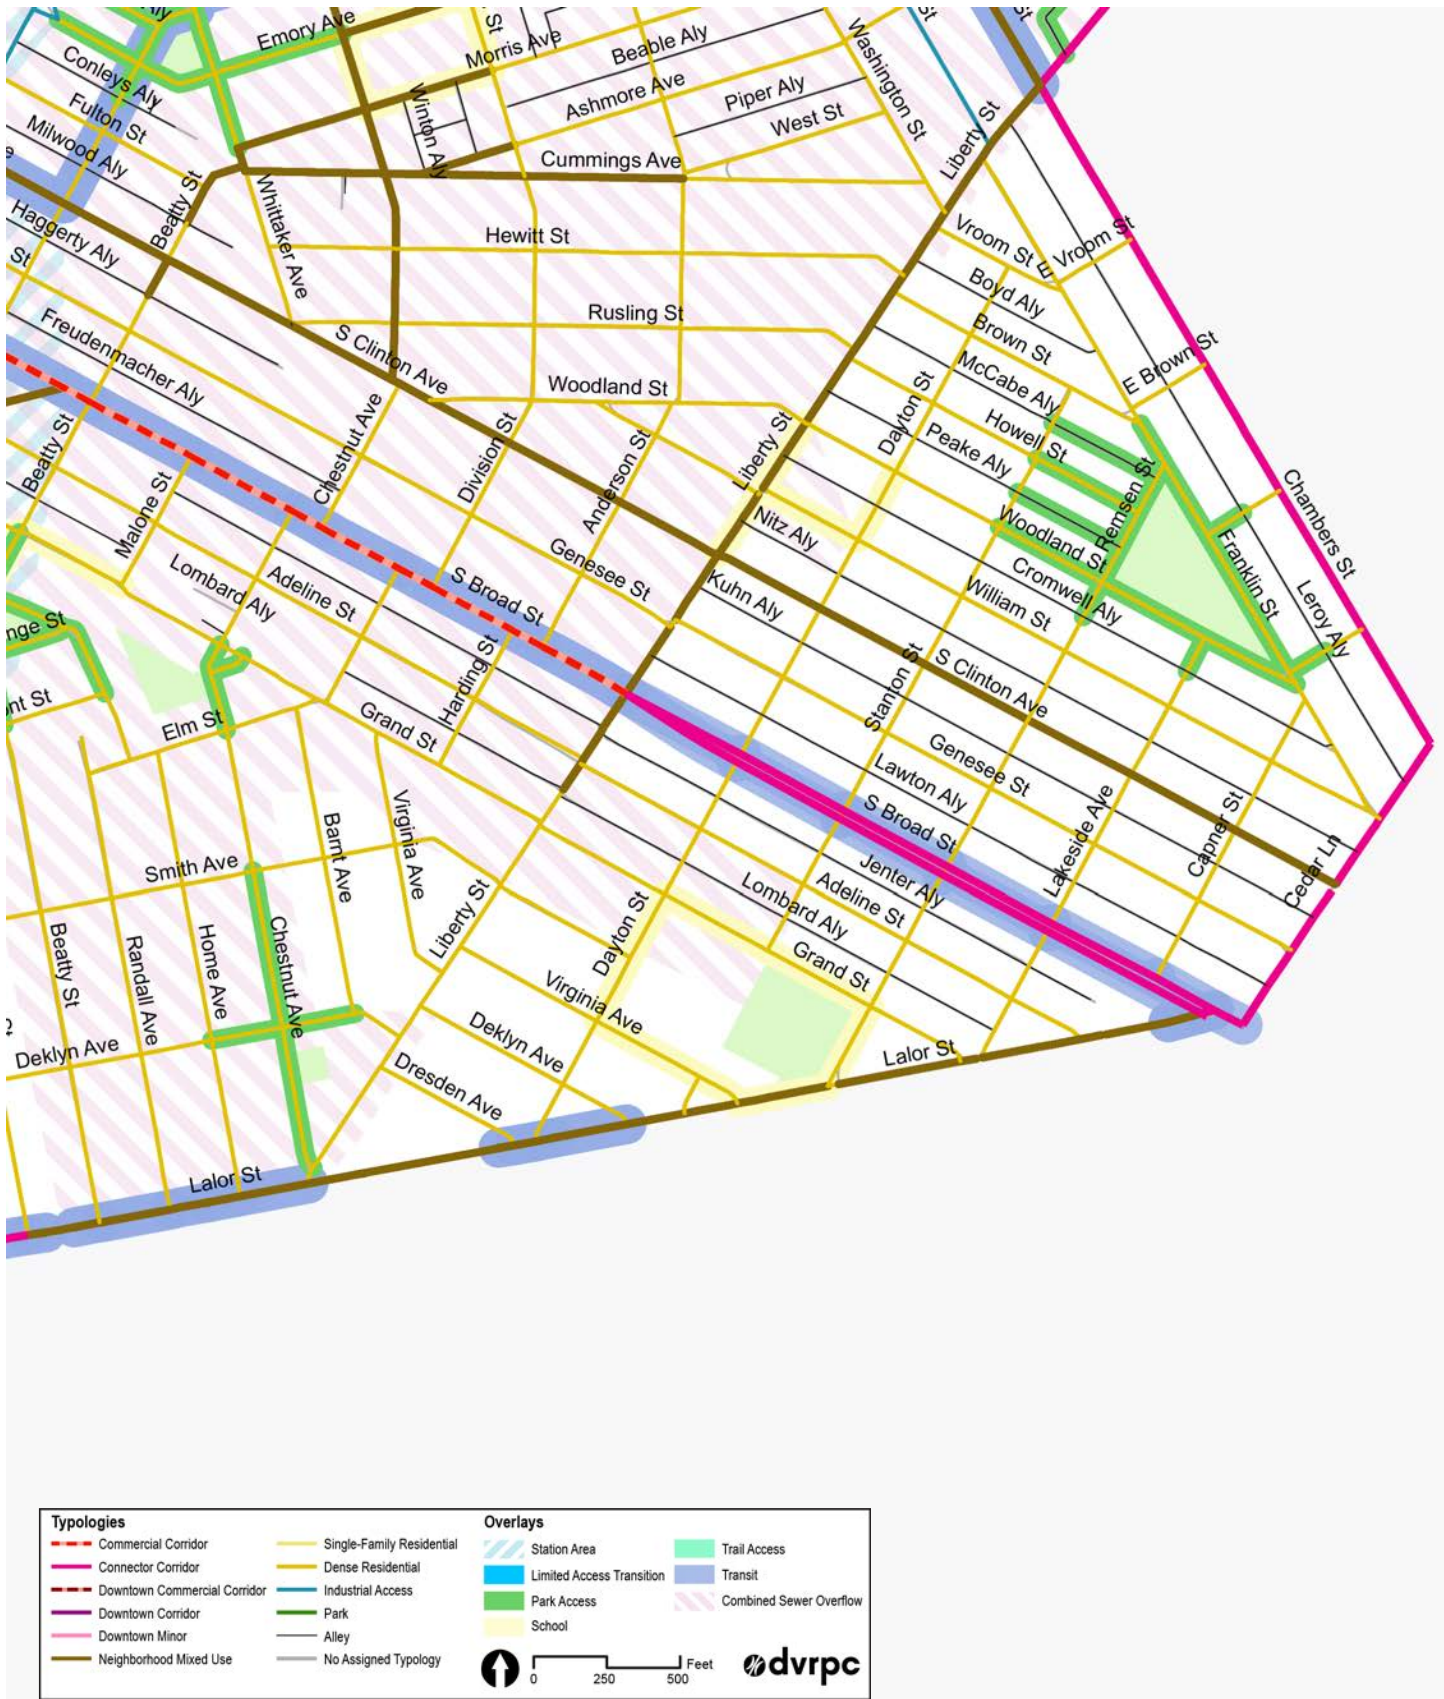 Aly
St
St
St
Emory Ave
Morris Ave
Beable Aly
Washington St
Conleys Aly
Winton Aly
Ashmore Ave
Piper Aly
Fulton St
West St
Liberty St
Milwood Aly
Cummings Ave
Beatty St
Whittaker Ave
Haggerty Aly
St
Hewitt St
Vroom St
E Vroom St
Boyd Aly
Freudenmacher Aly
S Clinton Ave
Rusling St
Brown St
E Brown St
McCabe Aly
Woodland St
Dayton St
Beatty St
Chestnut Ave
Division St
Anderson St
Liberty St
Howell St
Peake Aly
Remsen St
Chambers St
Malone St
Nitz Aly
Woodland St
Franklin St
Lombard Aly
Adeline St
S Broad St
Genesee St
Kuhn Aly
Cromwell Aly
William St
Leroy Aly
nge St
Harding St
Stanton St
S Clinton Ave
nt St
Elm St
Grand St
Genesee St
Lawton Aly
S Broad St
Lakeside Ave
Capner St
Cedar Ln
Virginia Ave
Barnt Ave
Smith Ave
Jenter Aly
Adeline St
Lombard Aly
Liberty St
Dayton St
Grand St
Beatty St
Randall Ave
Home Ave
Chestnut Ave
Virginia Ave
Deklyn Ave
Deklyn Ave
Dresden Ave
Lalor St
Lalor St
Typologies
Commercial Corridor
Connector Corridor
Downtown Commercial Corridor
Downtown Corridor
Downtown Minor
Neighborhood Mixed Use
Single-Family Residential
Dense Residential
Industrial Access
Park
Alley
No Assigned Typology
Overlays
Station Area
Limited Access Transition
Park Access
School
Trail Access
Transit
Combined Sewer Overflow
0 250 500 Feet
dvrpc